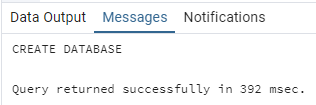 Data Output Messages Notifications
CREATE DATABASE
Query returned successfully in 392 msec.